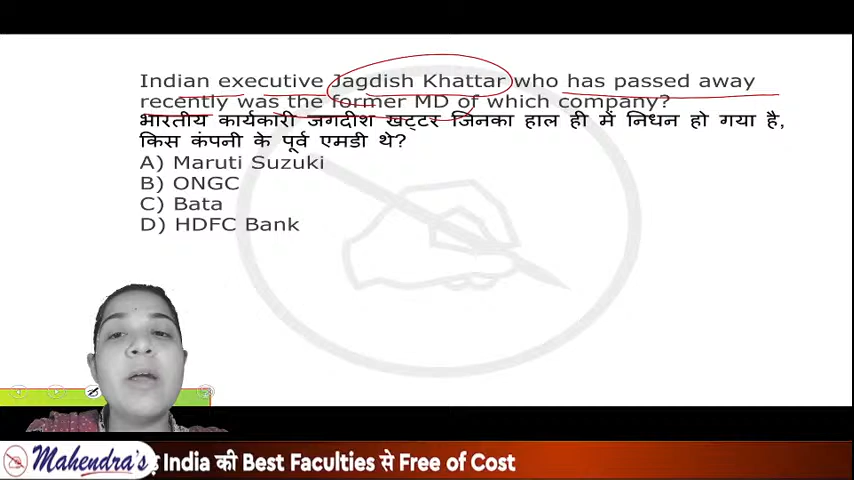 Indian executive Jagdish Khattar who has passed away
recently was the former MD of which company?
भारतीय कार्यकारी जगदीश खट्टर जिनका हाल ही में निधन हो गया है,
किस कंपनी के पूर्व एमडी थे?
A) Maruti Suzuki
B) ONGC
C) Bata
D) HDFC Bank
Mahendra's India की Best Faculties से Free of Cost